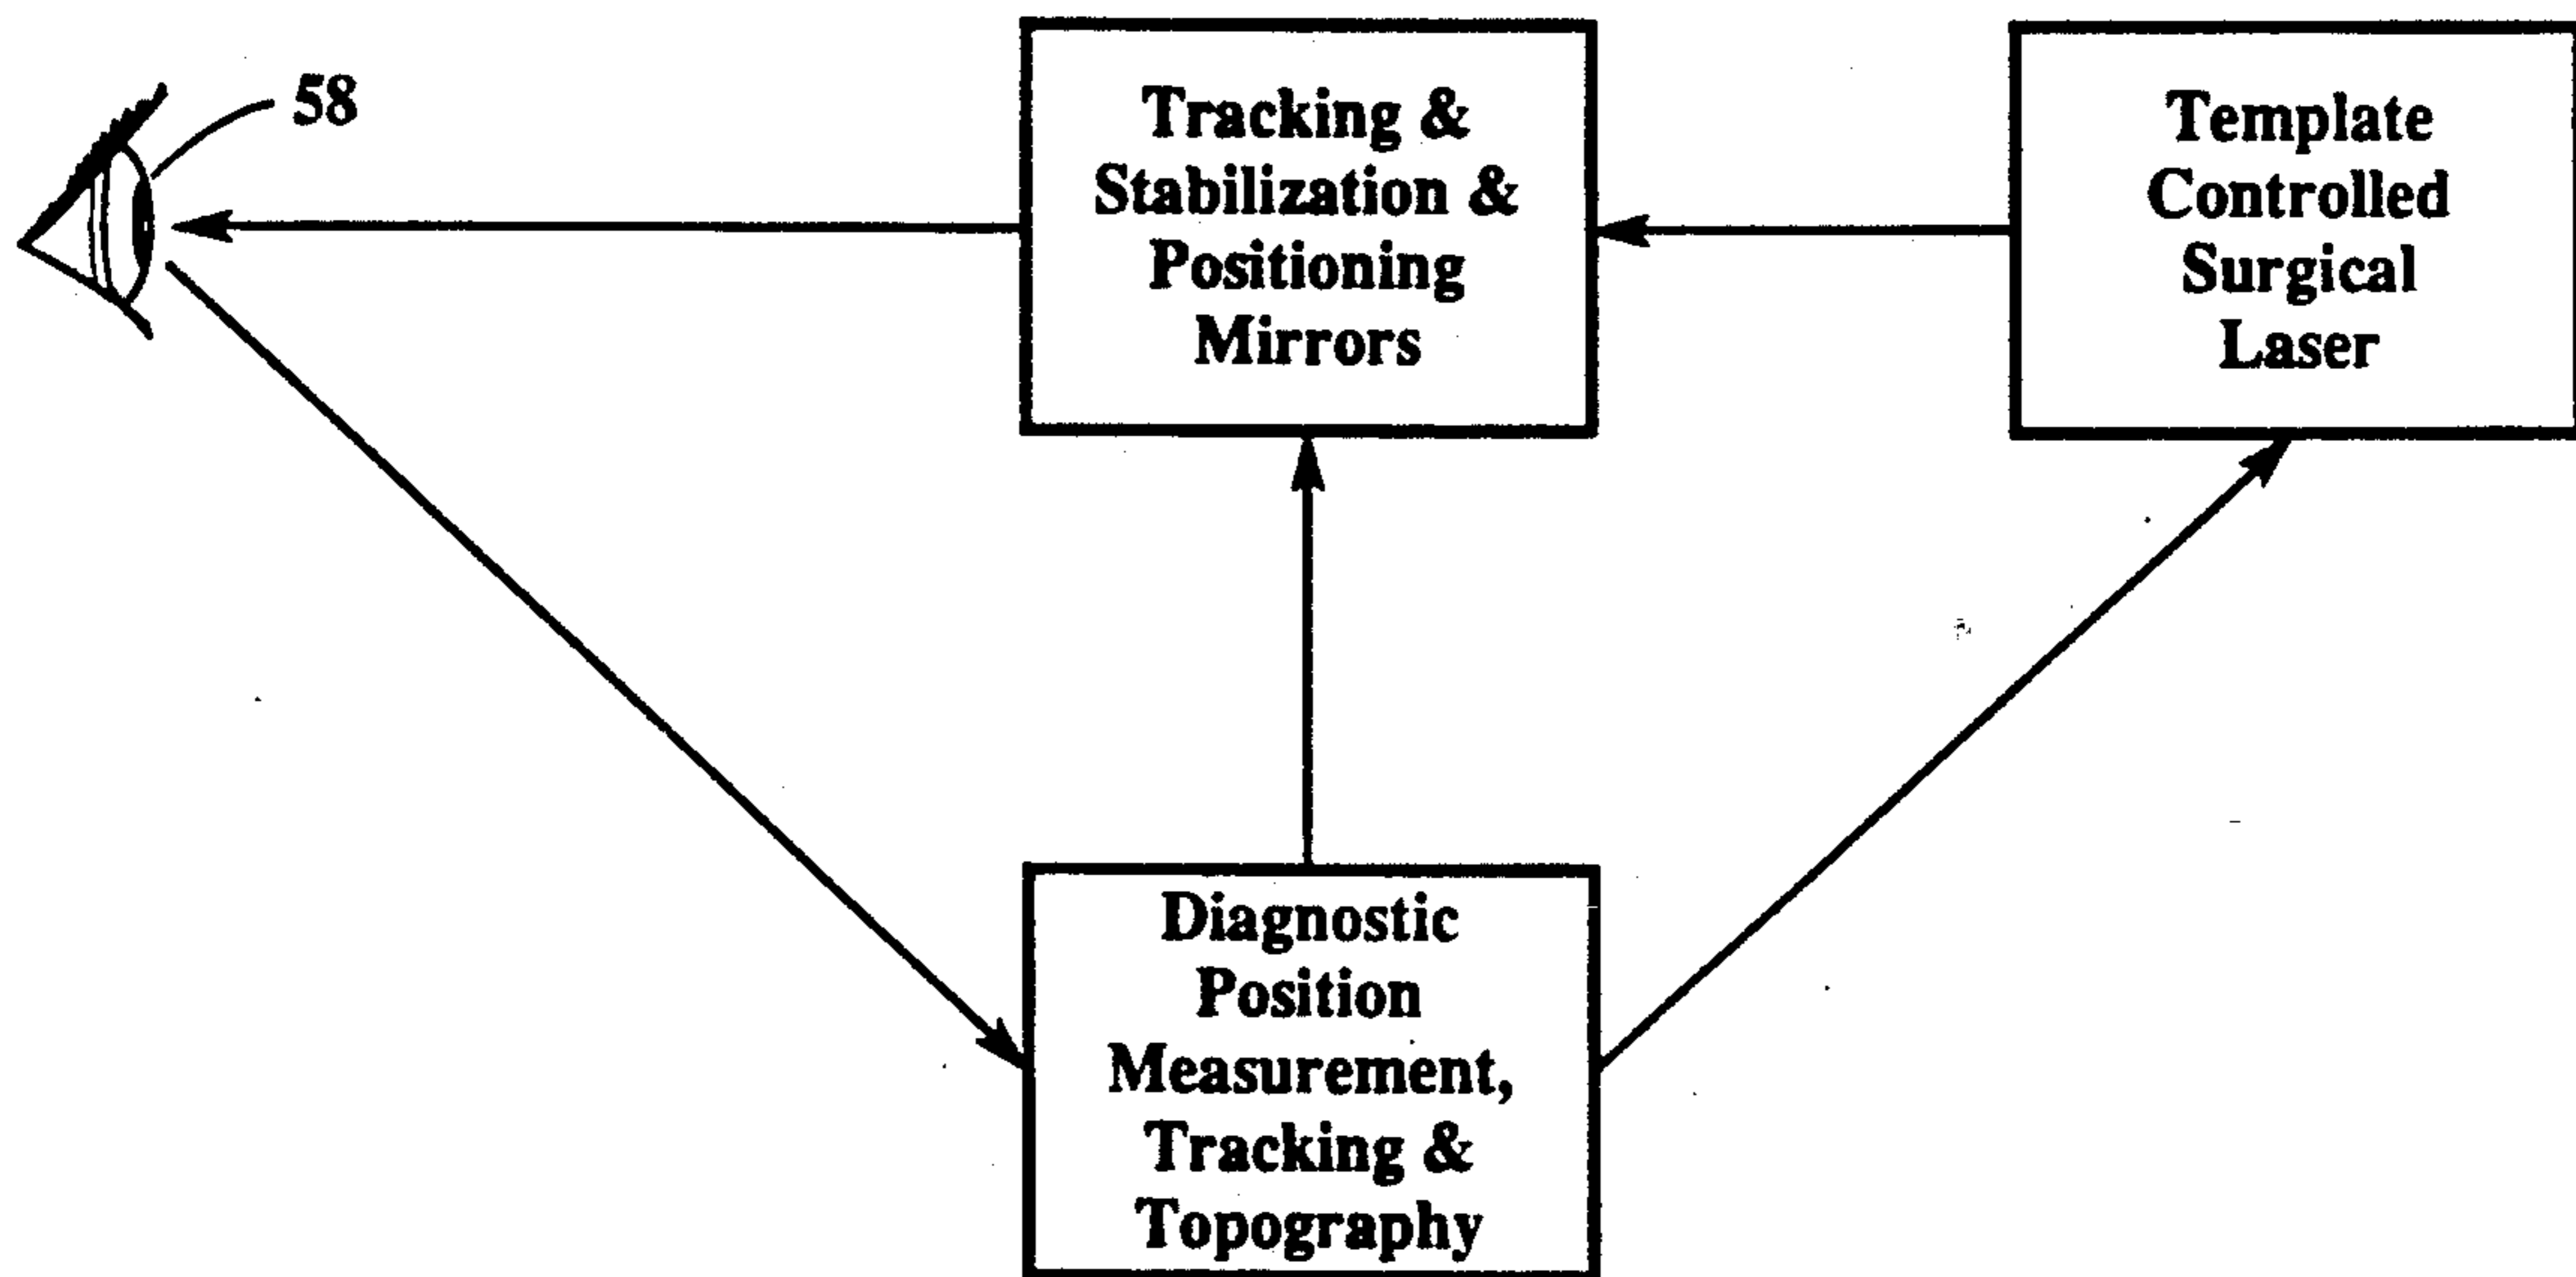 58
Tracking &
Stabilization &
Positioning
Mirrors
Template
Controlled
Surgical
Laser
Diagnostic
Position
Measurement,
Tracking &
Topography